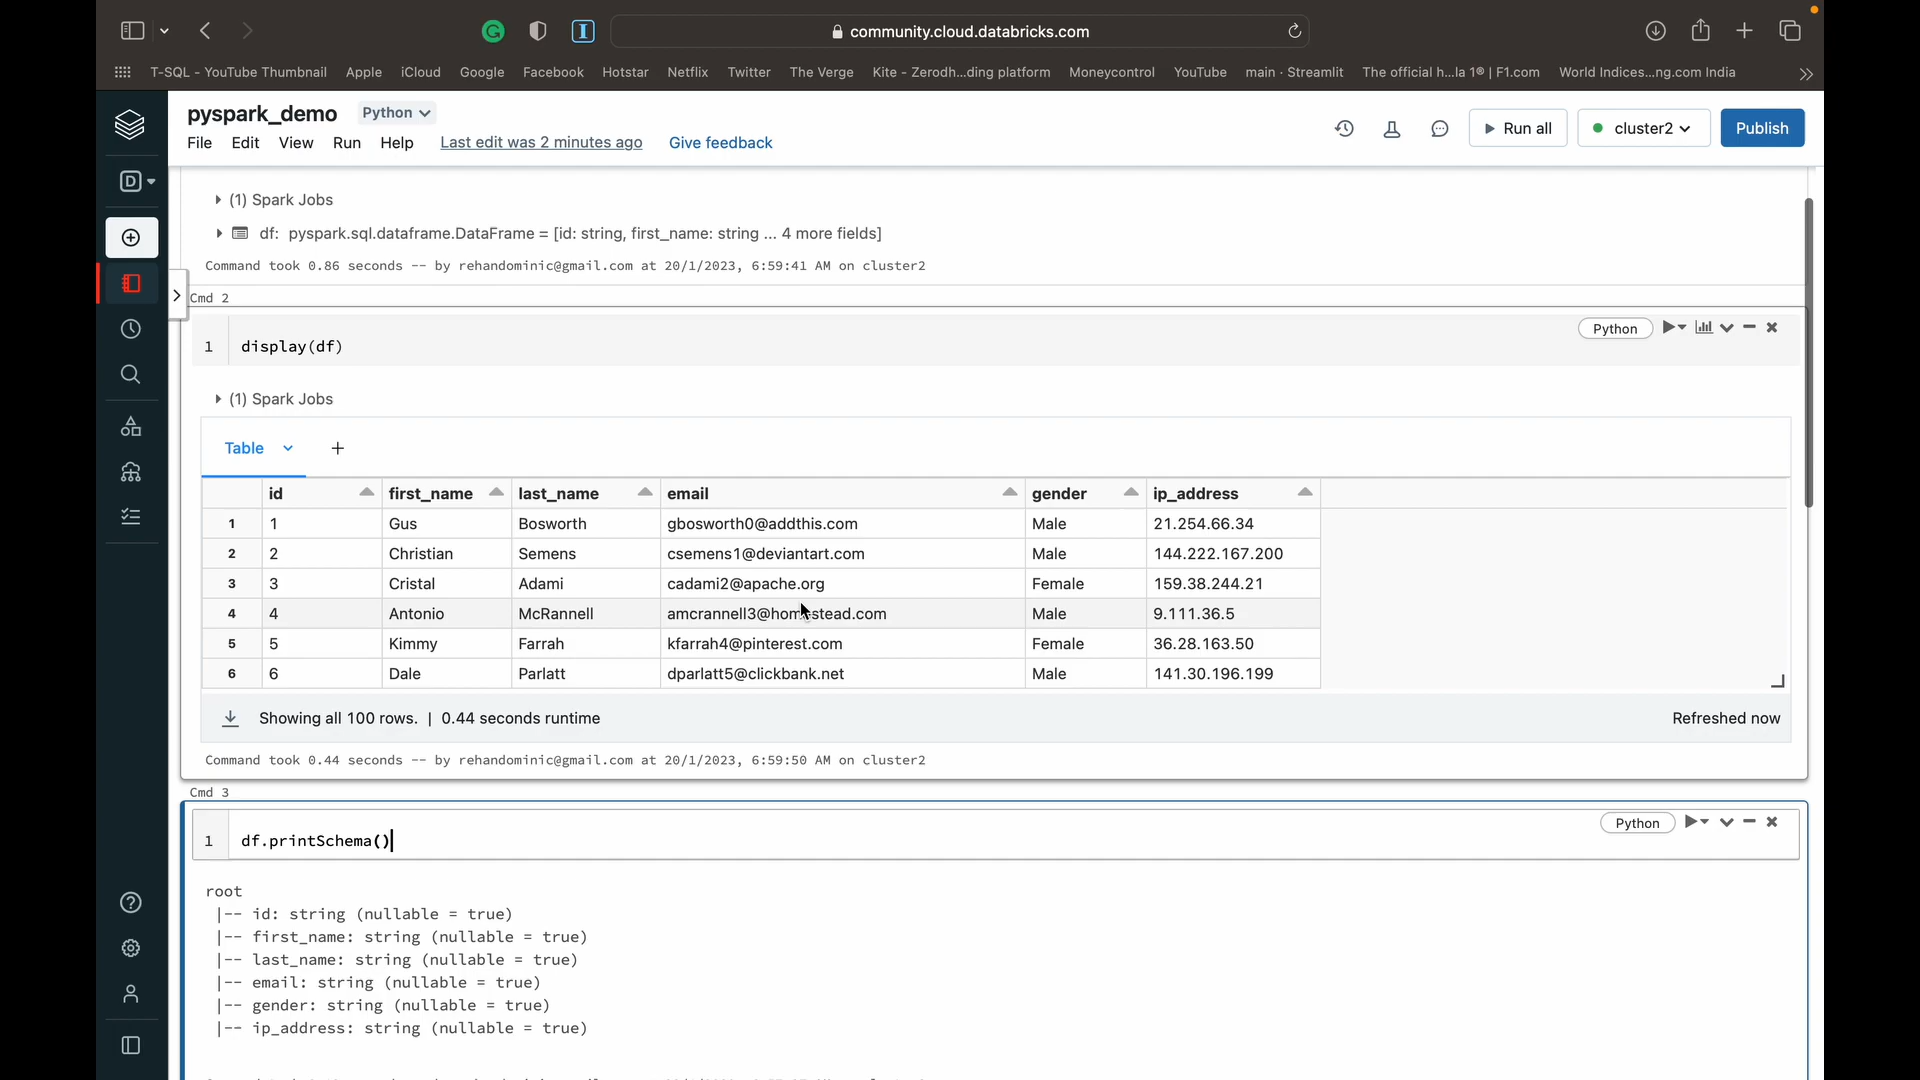 community.cloud.databricks.com
T-SQL - YouTube Thumbnail Apple iCloud Google Facebook Hotstar Netflix Twitter The Verge Kite - Zerodh...ding platform Moneycontrol YouTube main · Streamlit The official h...la 1® | F1.com World Indices...ng.com India
pyspark_demo Python
File Edit View Run Help Last edit was 2 minutes ago Give feedback
Run all cluster2 Publish
D
(1) Spark Jobs
df: pyspark.sql.dataframe.DataFrame = [id: string, first_name: string ... 4 more fields]
Command took 0.86 seconds -- by rehandominic@gmail.com at 20/1/2023, 6:59:41 AM on cluster2
Cmd 2
Python
1 display(df)
(1) Spark Jobs
Table +
id first_name last_name email gender ip_address
1 1 Gus Bosworth gbosworth0@addthis.com Male 21.254.66.34
2 2 Christian Semens csemens1@deviantart.com Male 144.222.167.200
3 3 Cristal Adami cadami2@apache.org Female 159.38.244.21
4 4 Antonio McRannell amcrannell3@homestead.com Male 9.111.36.5
5 5 Kimmy Farrah kfarrah4@pinterest.com Female 36.28.163.50
6 6 Dale Parlatt dparlatt5@clickbank.net Male 141.30.196.199
Showing all 100 rows. | 0.44 seconds runtime Refreshed now
Command took 0.44 seconds -- by rehandominic@gmail.com at 20/1/2023, 6:59:50 AM on cluster2
Cmd 3
Python
1 df.printSchema()
root
|-- id: string (nullable = true)
|-- first_name: string (nullable = true)
|-- last_name: string (nullable = true)
|-- email: string (nullable = true)
|-- gender: string (nullable = true)
|-- ip_address: string (nullable = true)